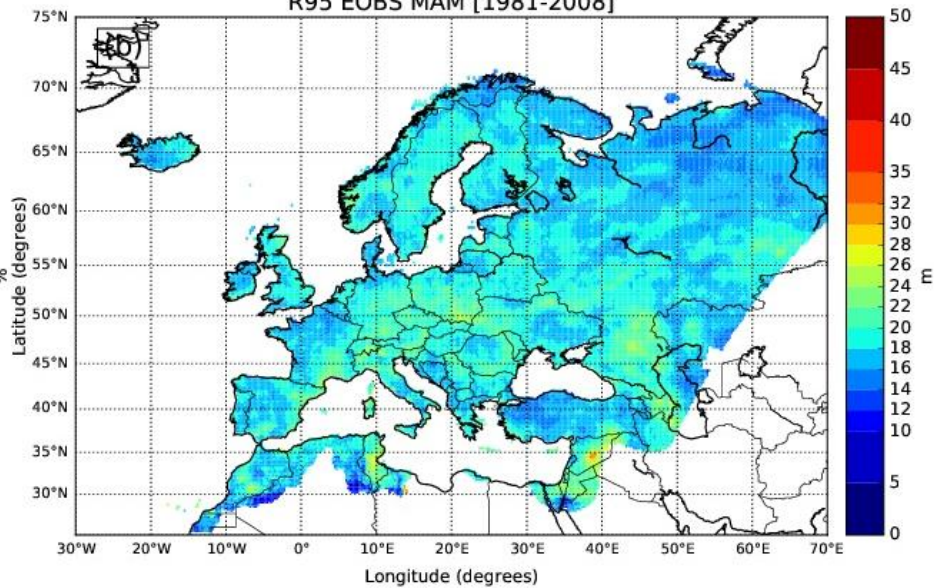 R95 EOBS MAM [1981-2008]
b)
75°N
70°N
65°N
60°N
55°N
50°N
45°N
40°N
35°N
30°N
%
Latitude (degrees)
30°W 20°W 10°W 0° 10°E 20°E 30°E 40°E 50°E 60°E 70°E
Longitude (degrees)
50
45
40
35
32
30
28
26
24
22
20
18
16
14
12
10
5
0
m